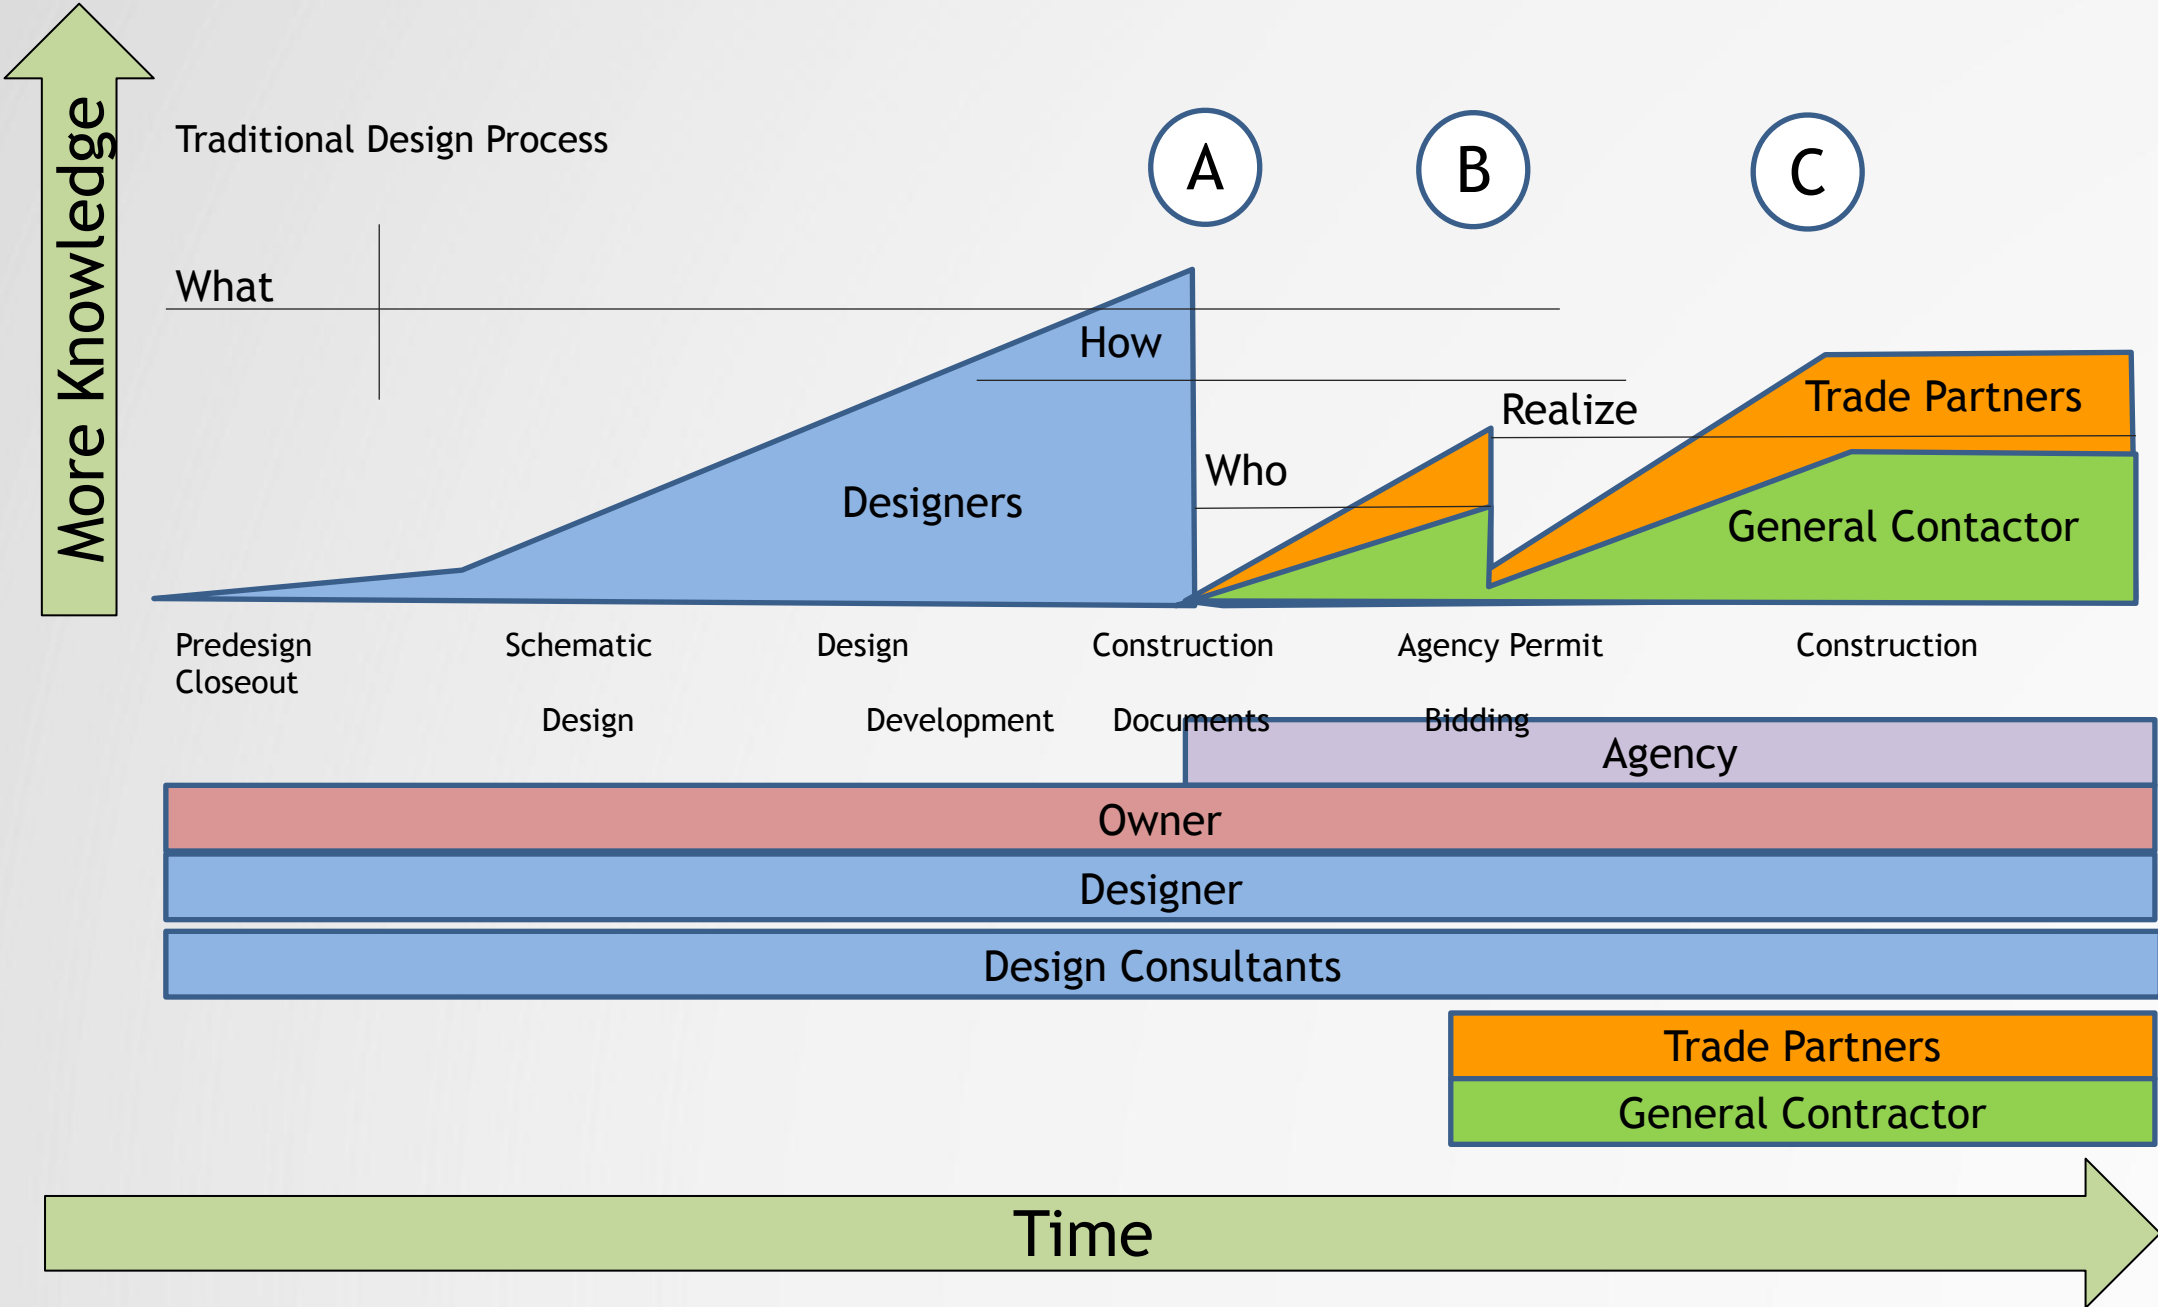 More Knowledge
Traditional Design Process
A
B
C
What
How
Trade Partners
Realize
Who
Designers
General Contactor
Predesign Schematic Design Construction Agency Permit Construction
Closeout
Design Development Documents Bidding
Agency
Owner
Designer
Design Consultants
Trade Partners
General Contractor
Time